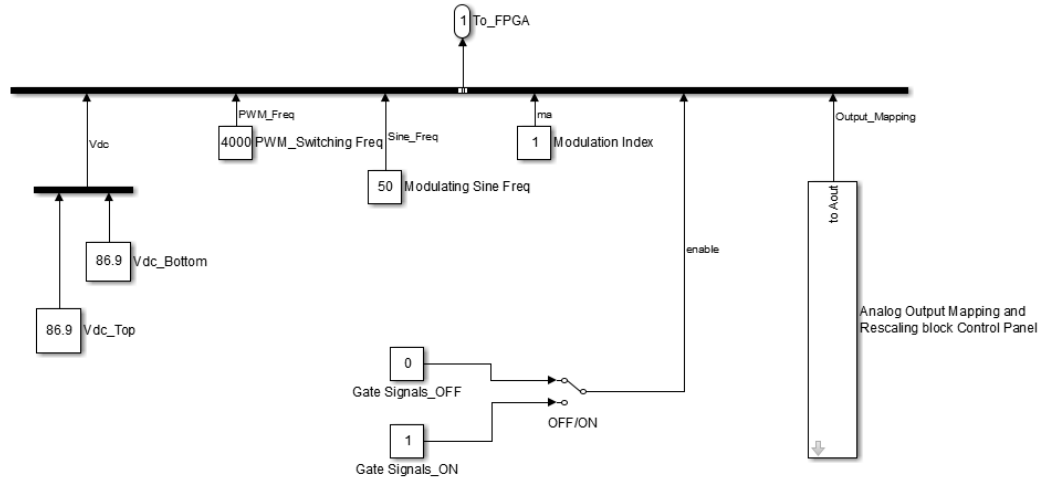 1 To_FPGA
PWM_Freq
Sine_Freq
ma
Output_Mapping
Vdc
4000 PWM_Switching Freq
1 Modulation Index
50 Modulating Sine Freq
to Aout
enable
86.9 Vdc_Bottom
86.9 Vdc_Top
Analog Output Mapping and
Rescaling block Control Panel
0
Gate Signals_OFF
OFF/ON
1
Gate Signals_ON